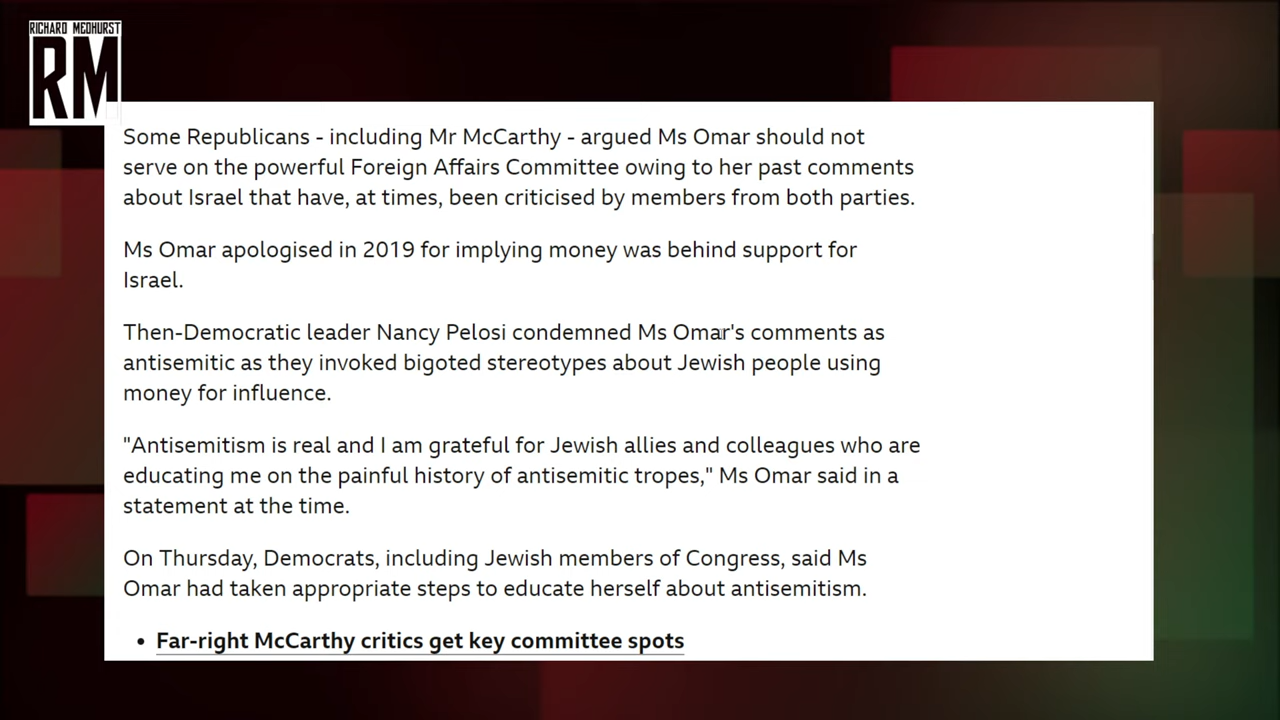 RICHARD MEDHURST
RM
Some Republicans - including Mr McCarthy - argued Ms Omar should not
serve on the powerful Foreign Affairs Committee owing to her past comments
about Israel that have, at times, been criticised by members from both parties.
Ms Omar apologised in 2019 for implying money was behind support for
Israel.
Then-Democratic leader Nancy Pelosi condemned Ms Omar's comments as
antisemitic as they invoked bigoted stereotypes about Jewish people using
money for influence.
"Antisemitism is real and I am grateful for Jewish allies and colleagues who are
educating me on the painful history of antisemitic tropes," Ms Omar said in a
statement at the time.
On Thursday, Democrats, including Jewish members of Congress, said Ms
Omar had taken appropriate steps to educate herself about antisemitism.
• Far-right McCarthy critics get key committee spots